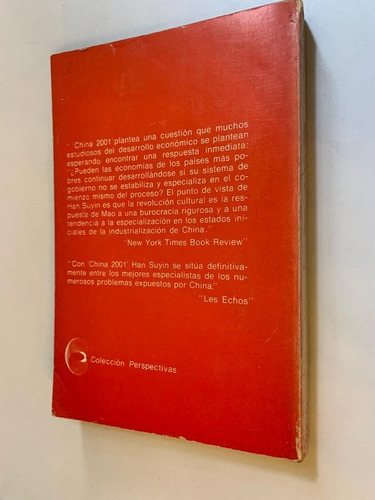 - 'China 2001' plantea una cuestión que muchos
estudiosos del desarrollo económico se plantean
esperando encontrar una respuesta inmediata:
¿Pueden las economías de los países más po-
bres continuar desarrollándose si su sistema de
gobierno no se estabiliza y especializa en el co-
mienzo mismo del proceso? El punto de vista de
Han Suyin es que la revolución cultural es la res-
puesta de Mao a una burocracia rigurosa y a una
tendencia a la especialización en los estados ini-
ciales de la industrialización de China."
"New York Times Book Review"
"Con 'China 2001', Han Suyin se sitúa definitiva-
mente entre los mejores especialistas de los nu-
merosos problemas expuestos por China."
"Les Echos"
Colección Perspectivas